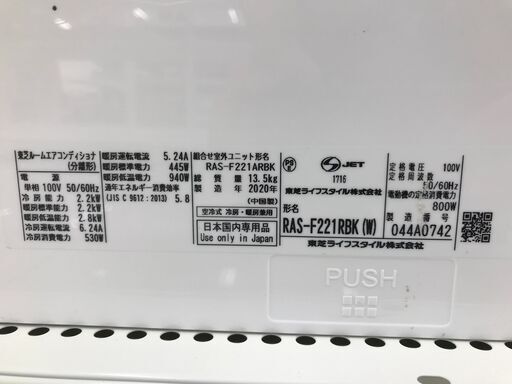 東芝ルームエアコンディショナ
(分離形)
電源
単相 100V 50/60Hz
冷房能力 2.2kW
暖房標準能力 2.2kW
暖房低温能力 2.8kW
冷房運転電流 6.24A
冷房消費電力 530W
暖房運転電流 5.24A
暖房標準電力 445W
暖房低温電力 940W
通年エネルギー消費効率
(JIS C 9612:2013) 5.8
組合せ室外ユニット形名
RAS-F221ARBK
総質量 13.5kg
製造年 2020年
(中国製)
空冷式 冷房・暖房兼用
日本国内専用品
Use only in Japan
PS E
JET
1716
東芝ライフスタイル株式会社
形名
RAS-F221RBK(W)
定格電圧 100V
定格周波数
50/60Hz
電動機の定格消費電力
800W
製造番号
044A0742
東芝ライフスタイル株式会社
PUSH